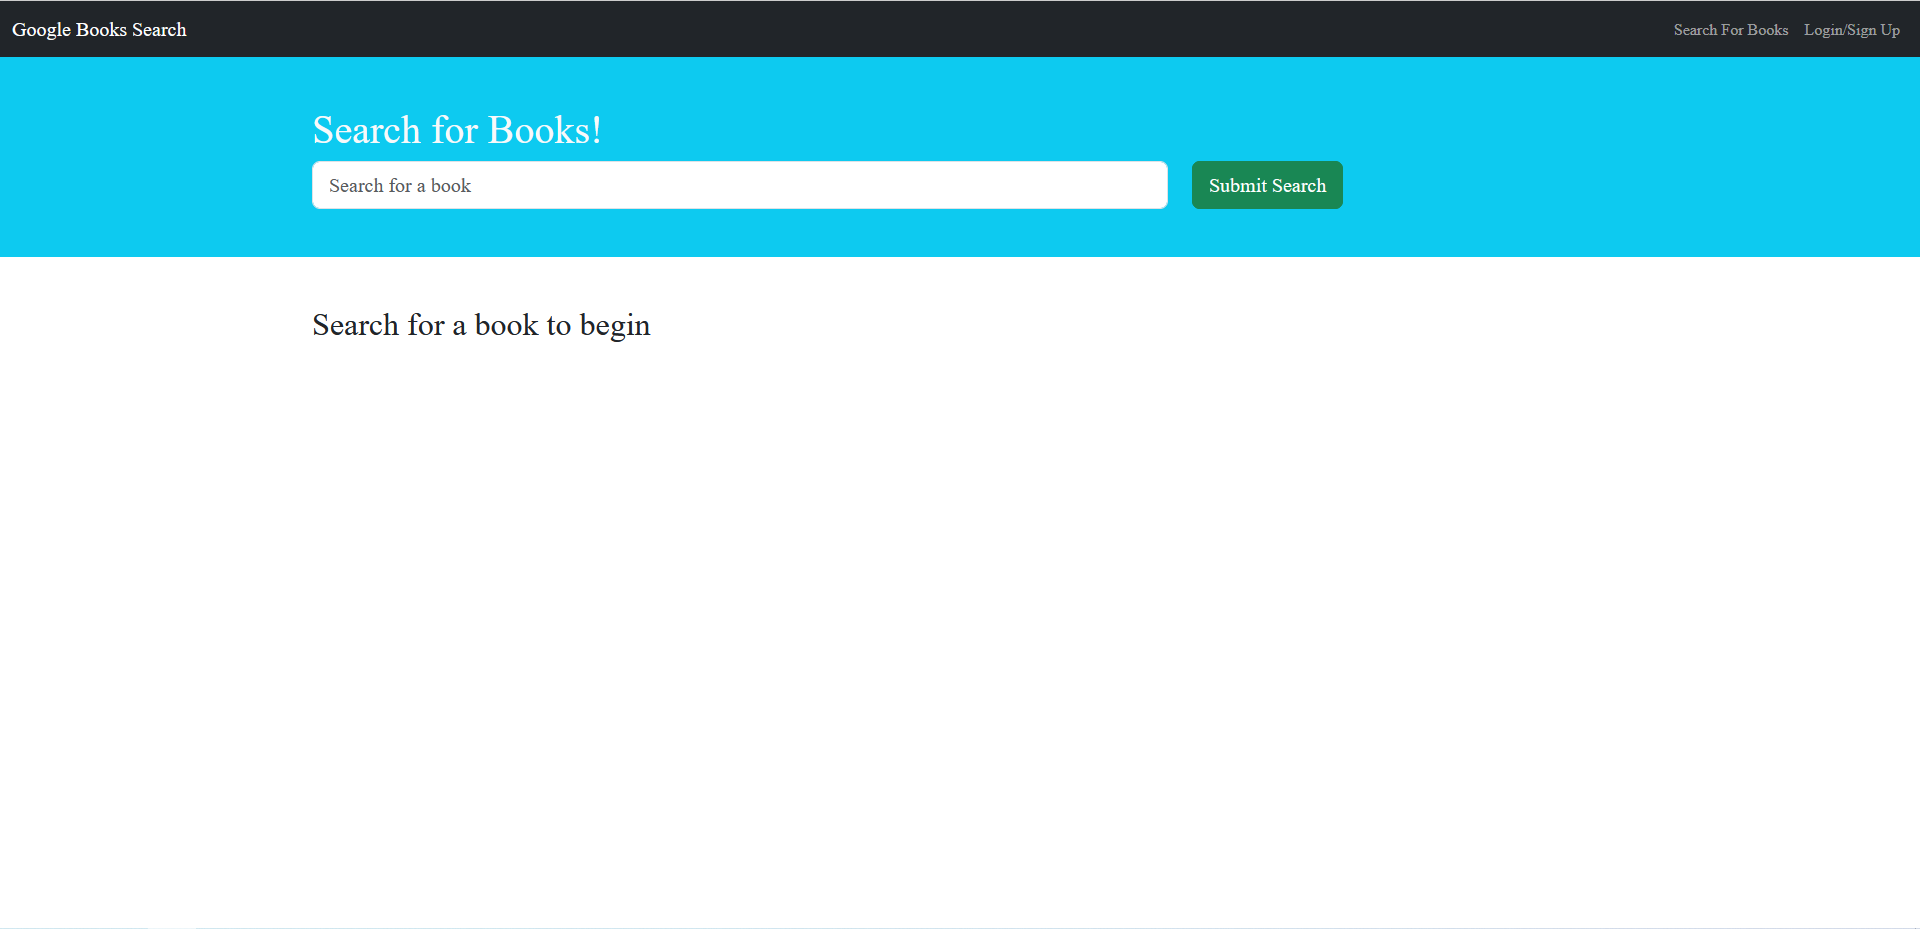 Google Books Search
Search For Books
Login/Sign Up
Search for Books!
Search for a book
Submit Search
Search for a book to begin